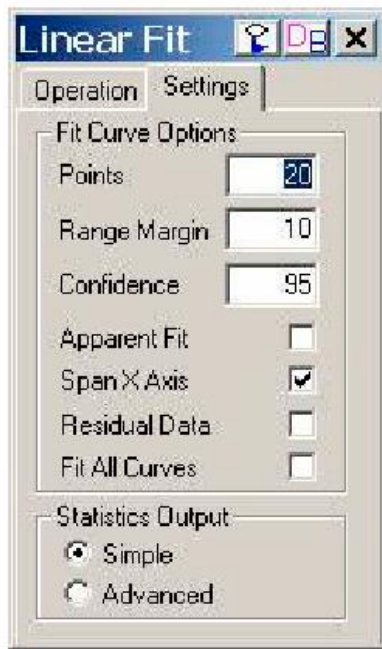 Linear Fit
Operation Settings
Fit Curve Options
Points 20
Range Margin 10
Confidence 95
Apparent Fit
Span X Axis
Residual Data
Fit All Curves
Statistics Output
Simple
Advanced